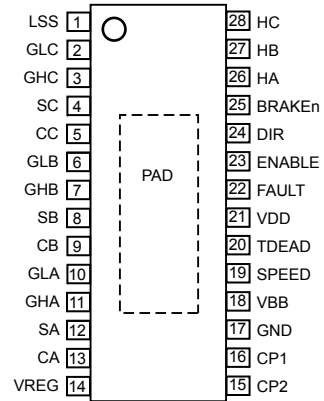 LSS 1
GLC 2
GHC 3
SC 4
CC 5
GLB 6
GHB 7
SB 8
CB 9
GLA 10
GHA 11
SA 12
CA 13
VREG 14
PAD
28 HC
27 HB
26 HA
25 BRAKEn
24 DIR
23 ENABLE
22 FAULT
21 VDD
20 TDEAD
19 SPEED
18 VBB
17 GND
16 CP1
15 CP2